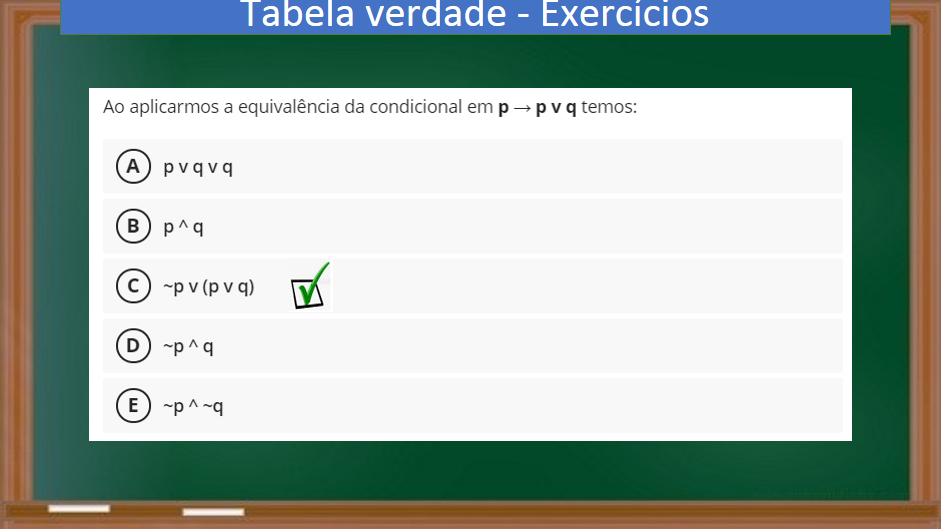 Tabela verdade - Exercícios
Ao aplicarmos a equivalência da condicional em p → p v q temos:
A p v q v q
B p ^ q
C ~p v (p v q)
D ~p ^ q
E ~p ^ ~q